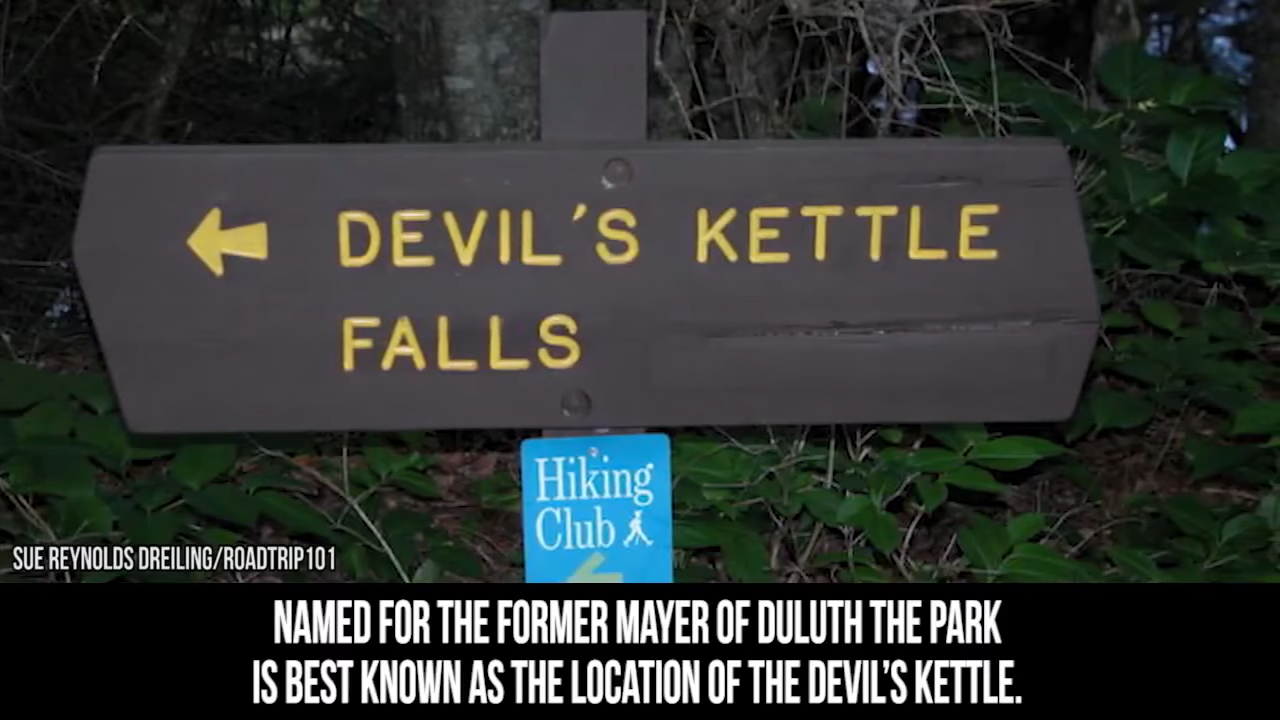 DEVIL'S KETTLE
FALLS
Hiking
Club
SUE REYNOLDS DREILING/ROADTRIP101
NAMED FOR THE FORMER MAYER OF DULUTH THE PARK
IS BEST KNOWN AS THE LOCATION OF THE DEVIL'S KETTLE.